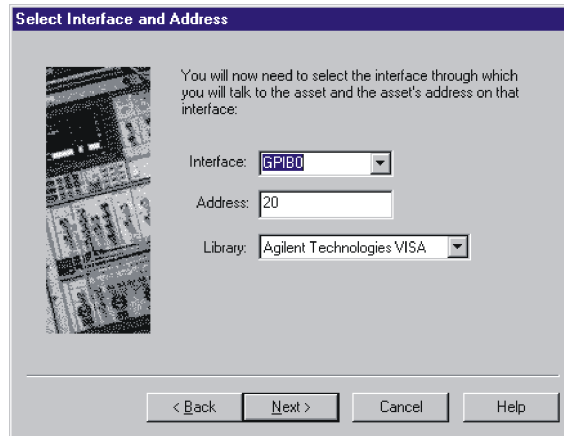 Select Interface and Address
You will now need to select the interface through which
you will talk to the asset and the asset's address on that
interface:
Interface: GPIB0
Address: 20
Library: Agilent Technologies VISA
< Back Next > Cancel Help